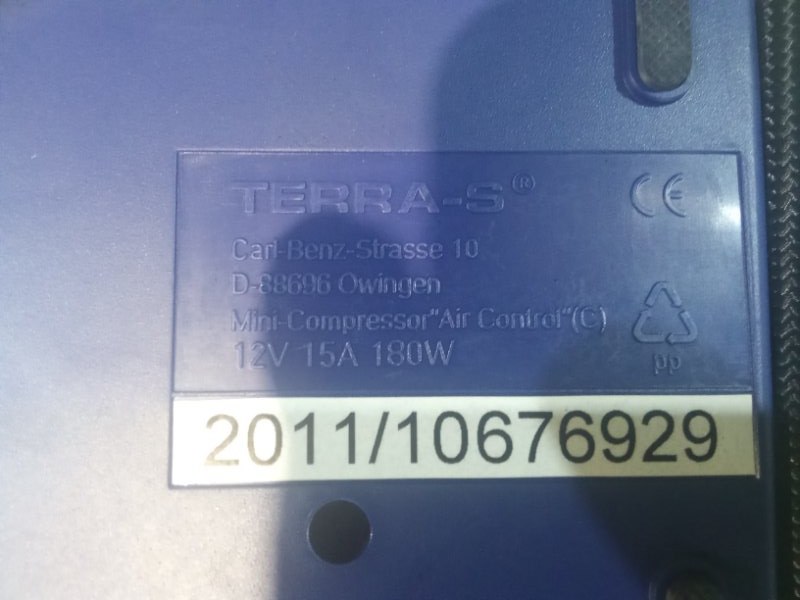 TERRA-S® CE
Carl-Benz-Strasse 10
D-88696 Owingen
Mini-Compressor"Air Control"(C)
12V 15A 180W
pp
2011/10676929